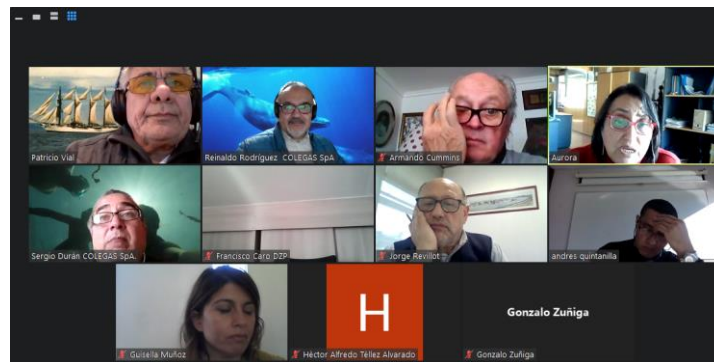 Patricio Vial
Reinaldo Rodríguez COLEGAS SpA
Armando Cummins
Aurora
Sergio Durán COLEGAS SpA.
Francisco Caro DZP
Jorge Revillot
andres quintanilla
Guisella Muñoz
H
Héctor Alfredo Téllez Alvarado
Gonzalo Zuñiga
Gonzalo Zuñiga